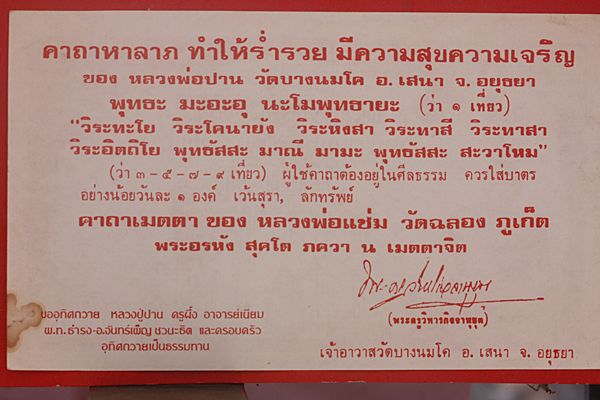 คาถาหาลาภ ทำให้ร่ำรวย มีความสุขความเจริญ
ของ หลวงพ่อปาน วัดบางนมโค อ. เสนา จ. อยุธยา
พุทธะ มะอะอุ นะโมพุทธายะ (ว่า ๑ เที่ยว)
"วิระทะโย วิระโคนายัง วิระหิงสา วิระทาสี วิระทาสา
วิระอิตถิโย พุทธัสสะ มาณี มามะ พุทธัสสะ สะวาโหม"
(ว่า ๓ - ๕ - ๗ - ๙ เที่ยว) ผู้ใช้คาถาต้องอยู่ในศีลธรรม ควรใส่บาตร
อย่างน้อยวันละ ๑ องค์ เว้นสุรา, ลักทรัพย์
คาถาเมตตา ของ หลวงพ่อแช่ม วัดฉลอง ภูเก็ต
พระอรหัง สุคโต ภควา น เมตตาจิต
(พระครูวิหารกิจจานุยุต)
เจ้าอาวาสวัดบางนมโค อ. เสนา จ. อยุธยา
ขออุทิศถวาย หลวงปู่ปาน ครูผึ้ง อาจารย์เนียม
พ.ท.ธำรง-อ.จันทร์เพ็ญ ชวนะชิต และครอบครัว
อุทิศถวายเป็นธรรมทาน